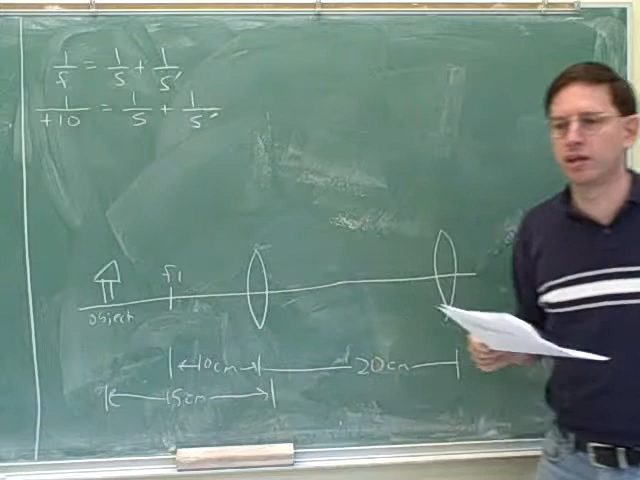 1/f = 1/s + 1/s'
1/+10 = 1/s + 1/s'
f1
object
10cm
20cm
15cm